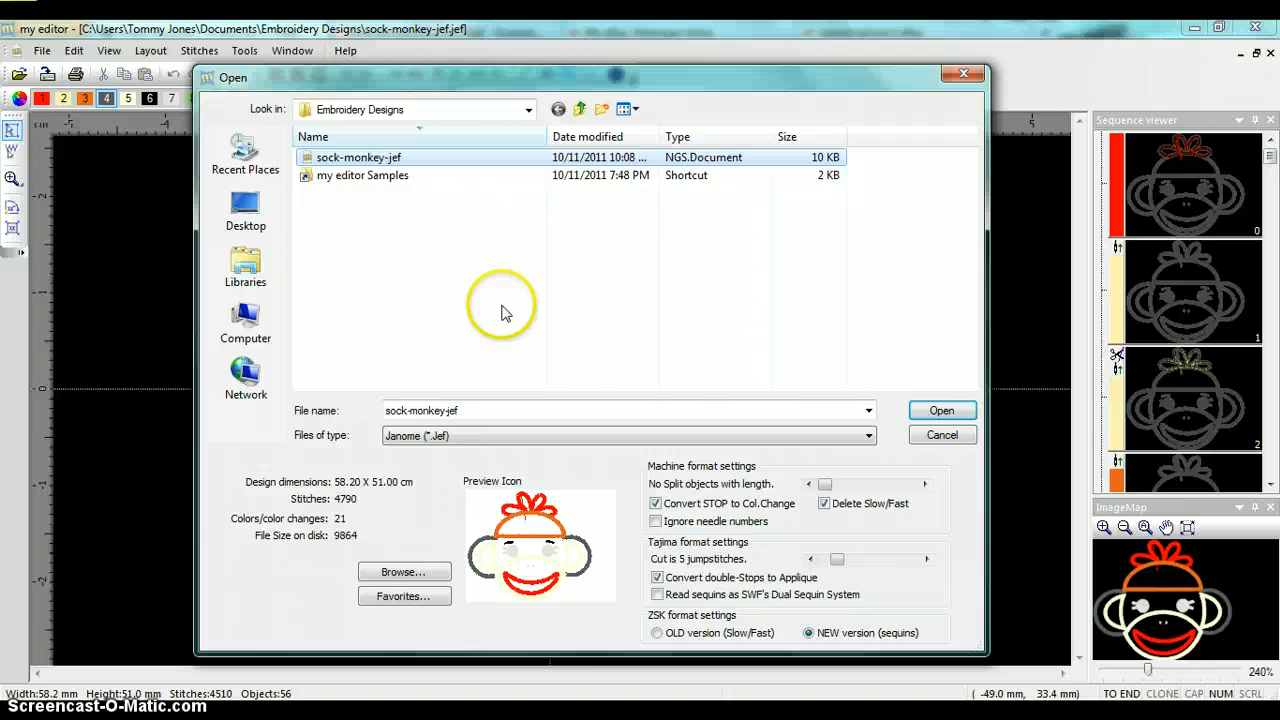 my editor - [C:\Users\Tommy Jones\Documents\Embroidery Designs\sock-monkey-jef.jef]
File Edit View Layout Stitches Tools Window Help
Open
1 2 3 4 5 6 7
Look in: Embroidery Designs
cm -5 -4 5
Sequence viewer
Name Date modified Type Size
sock-monkey-jef 10/11/2011 10:08 ... NGS.Document 10 KB
my editor Samples 10/11/2011 7:48 PM Shortcut 2 KB
Recent Places
Desktop
Libraries
Computer
Network
2
1
0
-1
-2
0
1
2
File name: sock-monkey-jef Open
Files of type: Janome (*.Jef) Cancel
Design dimensions: 58.20 X 51.00 cm
Stitches: 4790
Colors/color changes: 21
File Size on disk: 9864
Browse...
Favorites...
Preview Icon
Machine format settings
No Split objects with length.
Convert STOP to Col.Change Delete Slow/Fast
Ignore needle numbers
Tajima format settings
Cut is 5 jumpstitches.
Convert double-Stops to Applique
Read sequins as SWF's Dual Sequin System
ZSK format settings
OLD version (Slow/Fast) NEW version (sequins)
ImageMap
240%
Width:58.2 mm Height:51.0 mm Stitches:4510 Objects:56 ( -49.0 mm, 33.4 mm) TO END CLONE CAP NUM SCRL
Screencast-O-Matic.com